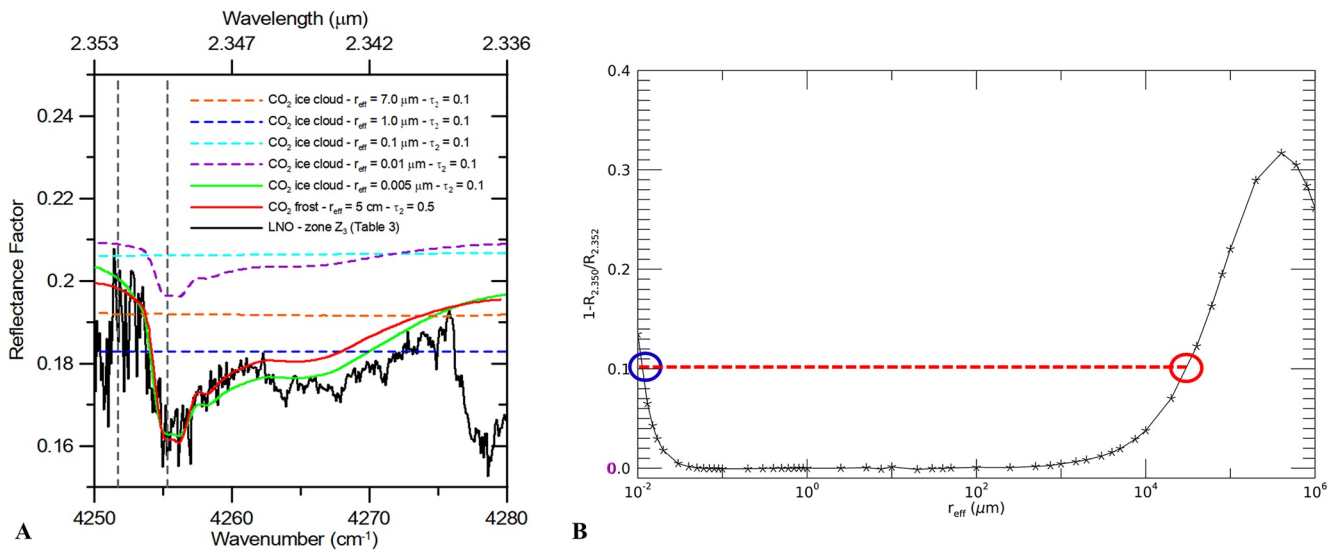 Wavelength (μm)
2.353 2.347 2.342 2.336
0.24
0.22
0.2
0.18
0.16
Reflectance Factor
CO2 ice cloud - reff = 7.0 μm - τ2 = 0.1
CO2 ice cloud - reff = 1.0 μm - τ2 = 0.1
CO2 ice cloud - reff = 0.1 μm - τ2 = 0.1
CO2 ice cloud - reff = 0.01 μm - τ2 = 0.1
CO2 ice cloud - reff = 0.005 μm - τ2 = 0.1
CO2 frost - reff = 5 cm - τ2 = 0.5
LNO - zone Z3 (Table 3)
4250 4260 4270 4280
Wavenumber (cm-1)
A
0.4
0.3
0.2
0.1
0.0
1-R2.350/R2.352
10-2 100 102 104 106
reff (μm)
B